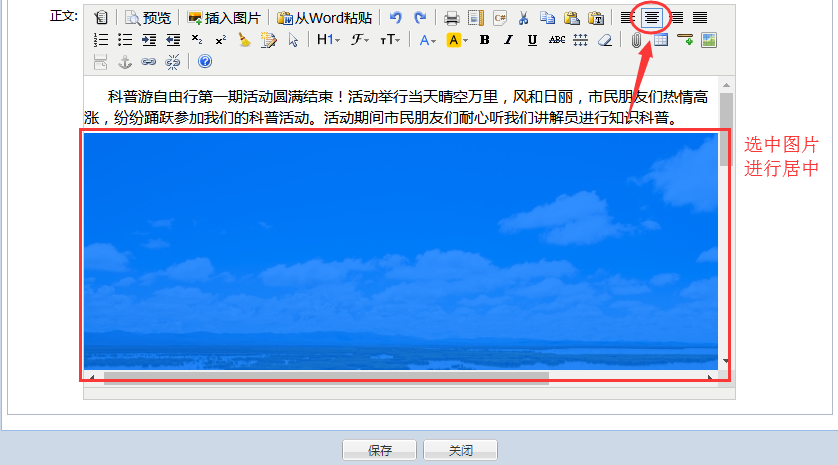 正文:
预览 插入图片 从Word粘贴
x₂ x² H1 F тT A A B I U ABC
科普游自由行第一期活动圆满结束！活动举行当天晴空万里，风和日丽，市民朋友们热情高
涨，纷纷踊跃参加我们的科普活动。活动期间市民朋友们耐心听我们讲解员进行知识科普。
选中图片
进行居中
保存 关闭